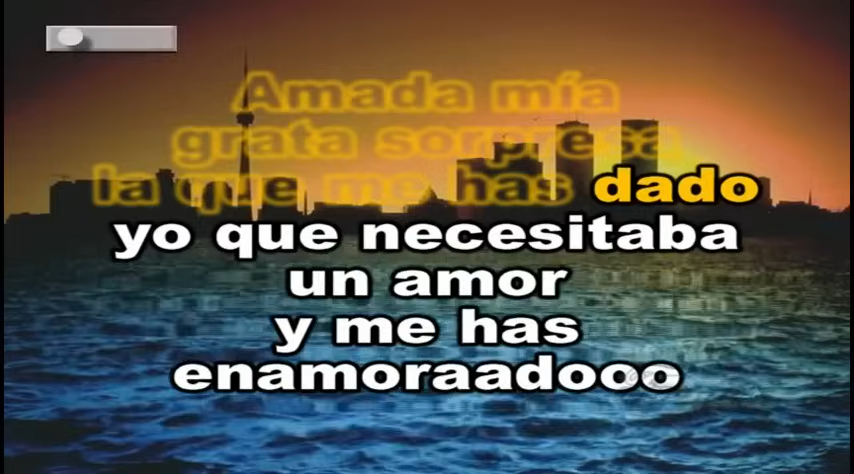 Amada mía
grata sorpresa
la que me has dado
yo que necesitaba
un amor
y me has
enamoraadooo